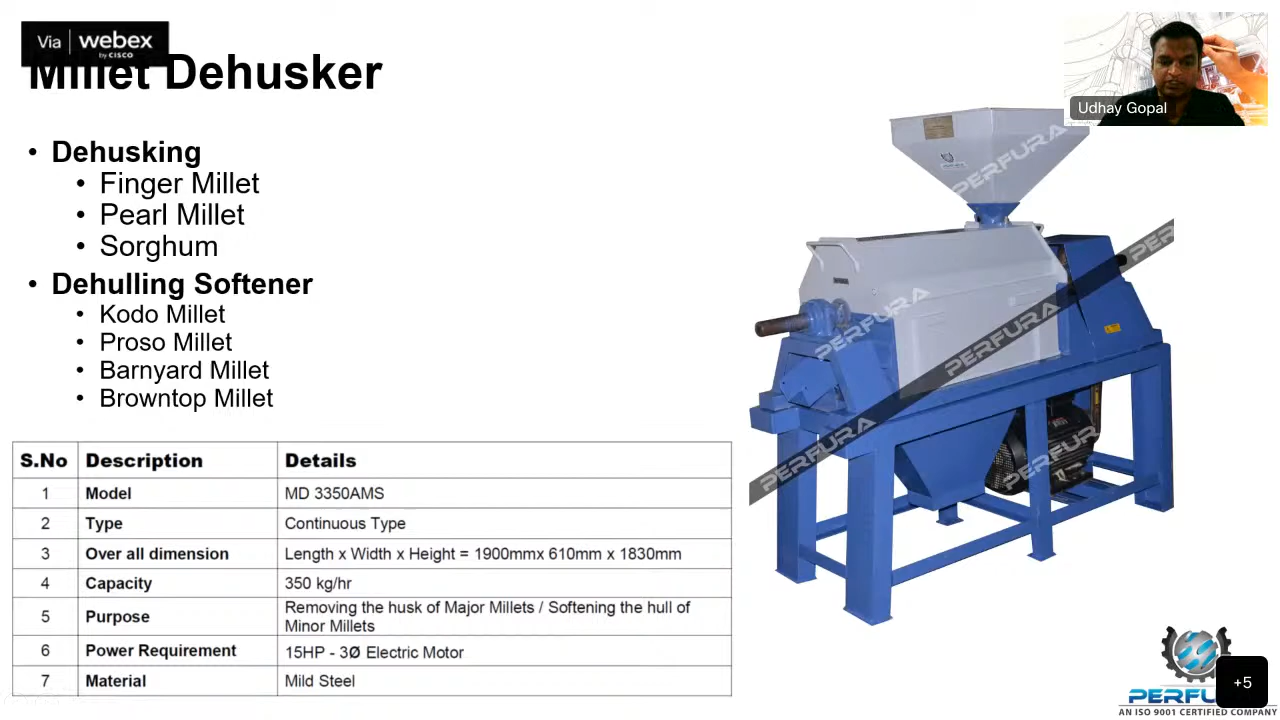 Via webex
by CISCO
Millet Dehusker
Udhay Gopal
• Dehusking
• Finger Millet
• Pearl Millet
• Sorghum
• Dehulling Softener
• Kodo Millet
• Proso Millet
• Barnyard Millet
• Browntop Millet
S.No Description Details
1 Model MD 3350AMS
2 Type Continuous Type
3 Over all dimension Length x Width x Height = 1900mmx 610mm x 1830mm
4 Capacity 350 kg/hr
5 Purpose Removing the husk of Major Millets / Softening the hull of
Minor Millets
6 Power Requirement 15HP - 3Ø Electric Motor
7 Material Mild Steel
PERFURA
PERFURA
PERFURA
PERFURA
PERFUR
PERF
PERFU
+5
AN ISO 9001 CERTIFIED COMPANY